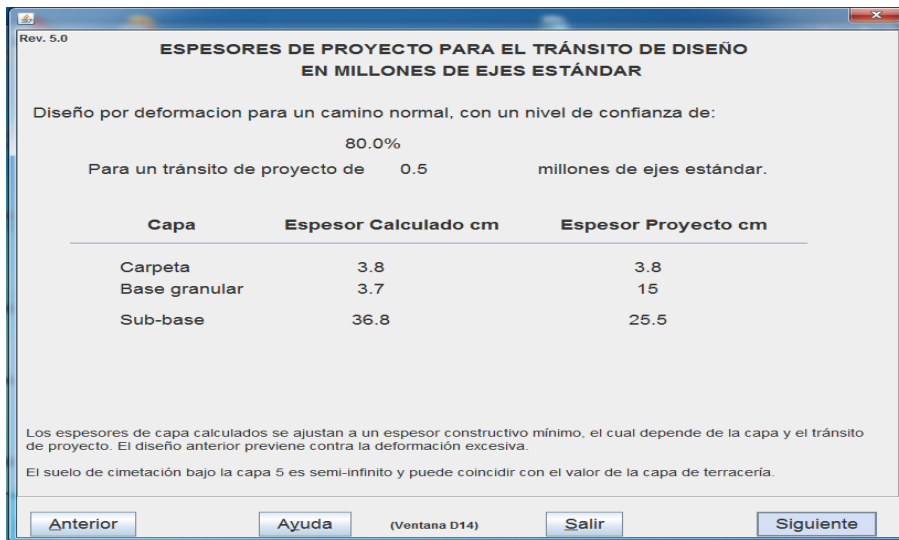 Rev. 5.0
ESPESORES DE PROYECTO PARA EL TRÁNSITO DE DISEÑO
EN MILLONES DE EJES ESTÁNDAR
Diseño por deformacion para un camino normal, con un nivel de confianza de:
80.0%
Para un tránsito de proyecto de 0.5 millones de ejes estándar.
Capa Espesor Calculado cm Espesor Proyecto cm
Carpeta 3.8 3.8
Base granular 3.7 15
Sub-base 36.8 25.5
Los espesores de capa calculados se ajustan a un espesor constructivo mínimo, el cual depende de la capa y el tránsito
de proyecto. El diseño anterior previene contra la deformación excesiva.
El suelo de cimetación bajo la capa 5 es semi-infinito y puede coincidir con el valor de la capa de terracería.
Anterior Ayuda (Ventana D14) Salir Siguiente